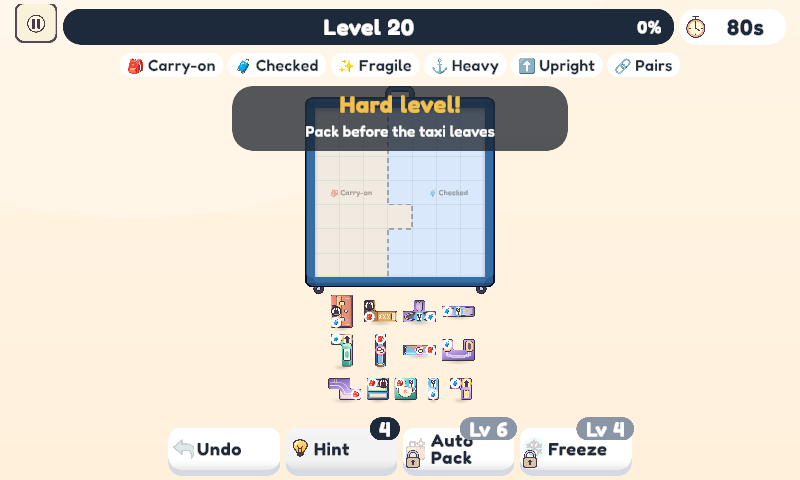 Level 20
0%
80s
Carry-on
Checked
Fragile
Heavy
Upright
Pairs
Hard level!
Pack before the taxi leaves
Carry-on
Checked
Undo
Hint
4
Auto
Pack
Lv 6
Freeze
Lv 4